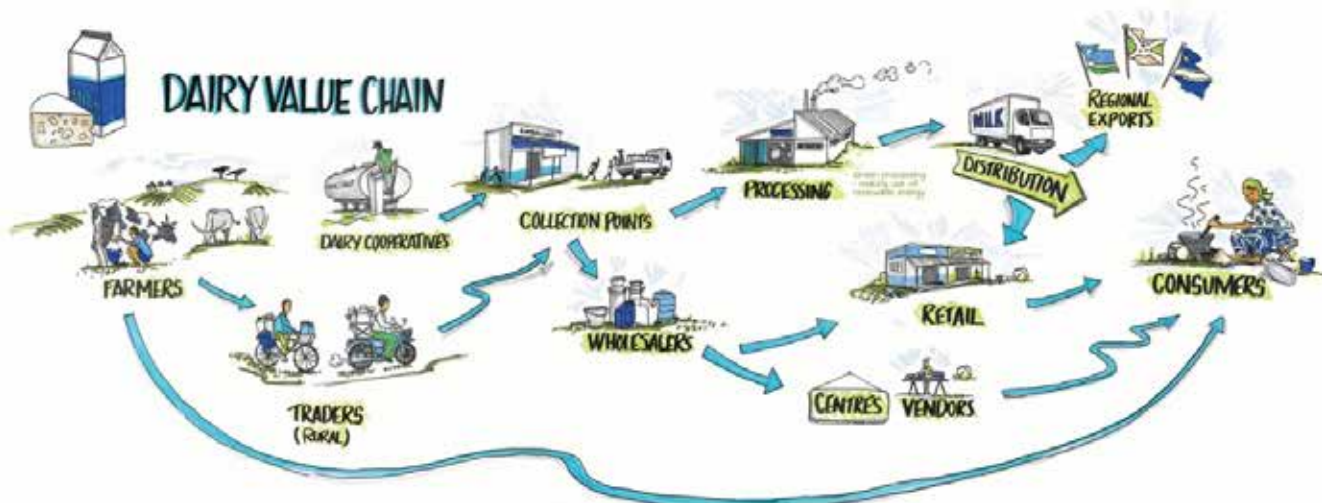 DAIRY VALUE CHAIN
FARMERS
DAIRY COOPERATIVES
TRADERS
(RURAL)
COLLECTION POINTS
WHOLESALERS
PROCESSING
MILK
DISTRIBUTION
REGIONAL
EXPORTS
RETAIL
CENTRES
VENDORS
CONSUMERS